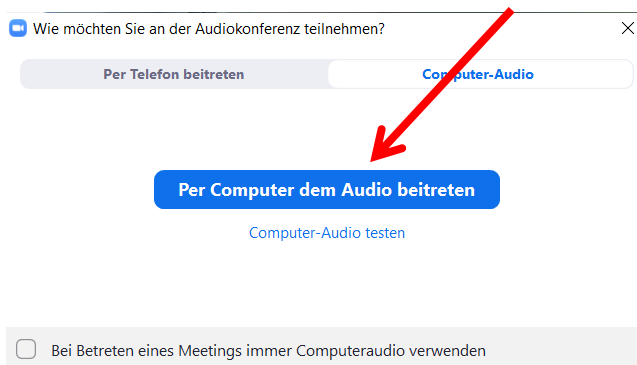 Wie möchten Sie an der Audiokonferenz teilnehmen?
Per Telefon beitreten
Computer-Audio
Per Computer dem Audio beitreten
Computer-Audio testen
Bei Betreten eines Meetings immer Computeraudio verwenden